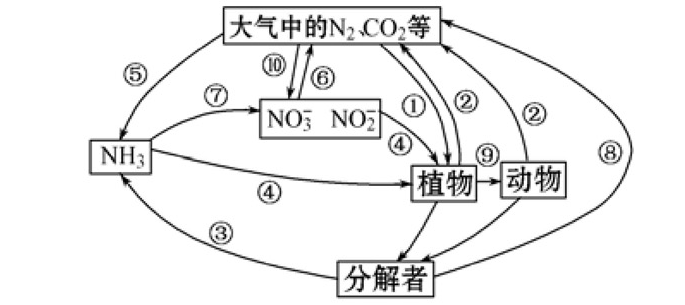 大气中的N₂、CO₂等
⑩ ⑥
⑤ ① ② ② ⑧
⑦
NO₃⁻ NO₂⁻
④
NH₃
④
植物 ⑨ 动物
③
分解者